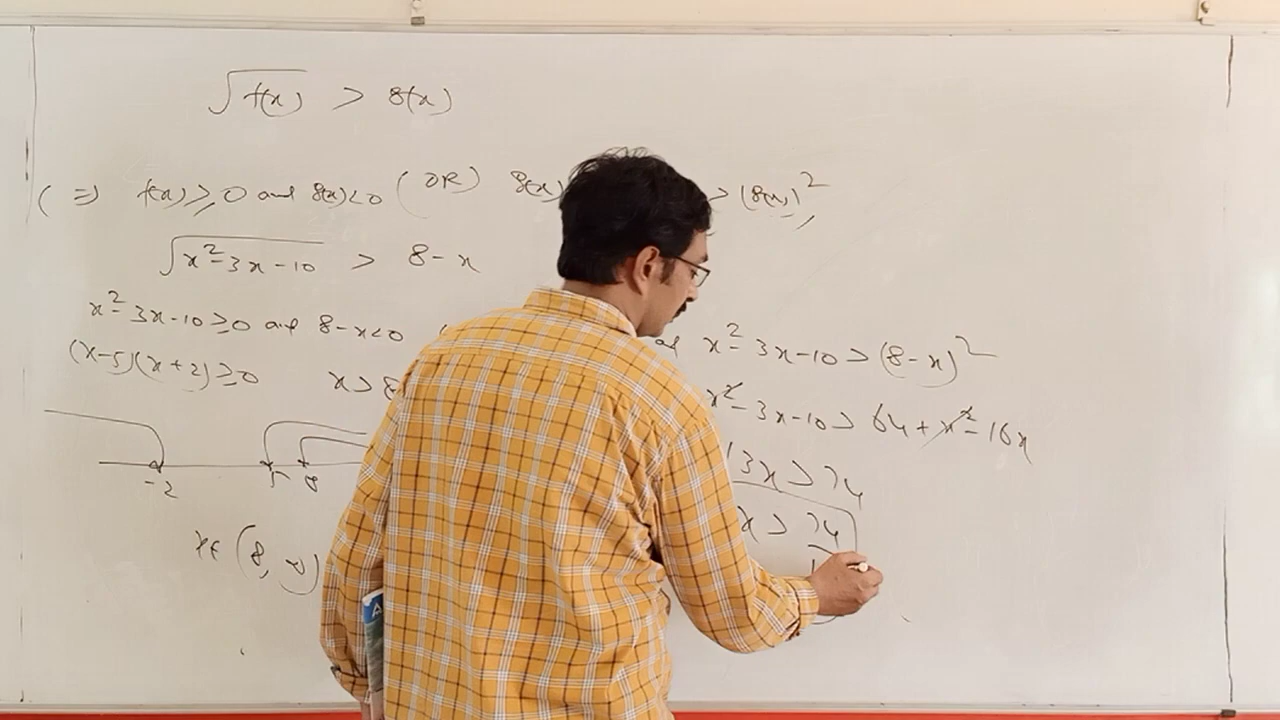 √f(x) > g(x)
(⇒) f(x) ≥ 0 and g(x) < 0 (OR) g(x) > (g(x))²
√x²-3x-10 > 8-x
x²-3x-10 ≥ 0 and 8-x < 0 x²-3x-10 > (8-x)²
(x-5)(x+2) ≥ 0 x > 8 x²-3x-10 > 64+x²-16x
13x > 74
-2 5 8 x > 74
x∈ (8, ∞)
A